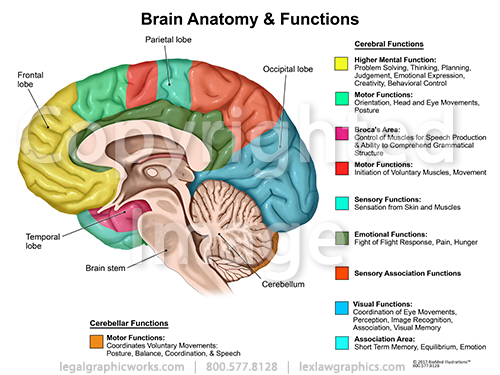 Brain Anatomy & Functions
Parietal lobe
Frontal
lobe
Occipital lobe
Temporal
lobe
Brain stem
Cerebellum
Copyrighted
Image
Cerebral Functions
Higher Mental Function:
Problem Solving, Thinking, Planning,
Judgement, Emotional Expression,
Creativity, Behavioral Control
Motor Functions:
Orientation, Head and Eye Movements,
Posture
Broca's Area:
Control of Muscles for Speech Production
& Ability to Comprehend Grammatical
Structure
Motor Functions:
Initiation of Voluntary Muscles, Movement
Sensory Functions:
Sensation from Skin and Muscles
Emotional Functions:
Fight of Flight Response, Pain, Hunger
Sensory Association Functions
Visual Functions:
Coordination of Eye Movements,
Perception, Image Recognition,
Association, Visual Memory
Association Area:
Short Term Memory, Equilibrium, Emotion
Cerebellar Functions
Motor Functions:
Coordinates Voluntary Movements:
Posture, Balance, Coordination, & Speech
legalgraphicworks.com | 800.577.8128 | lexlawgraphics.com
800.577.8128